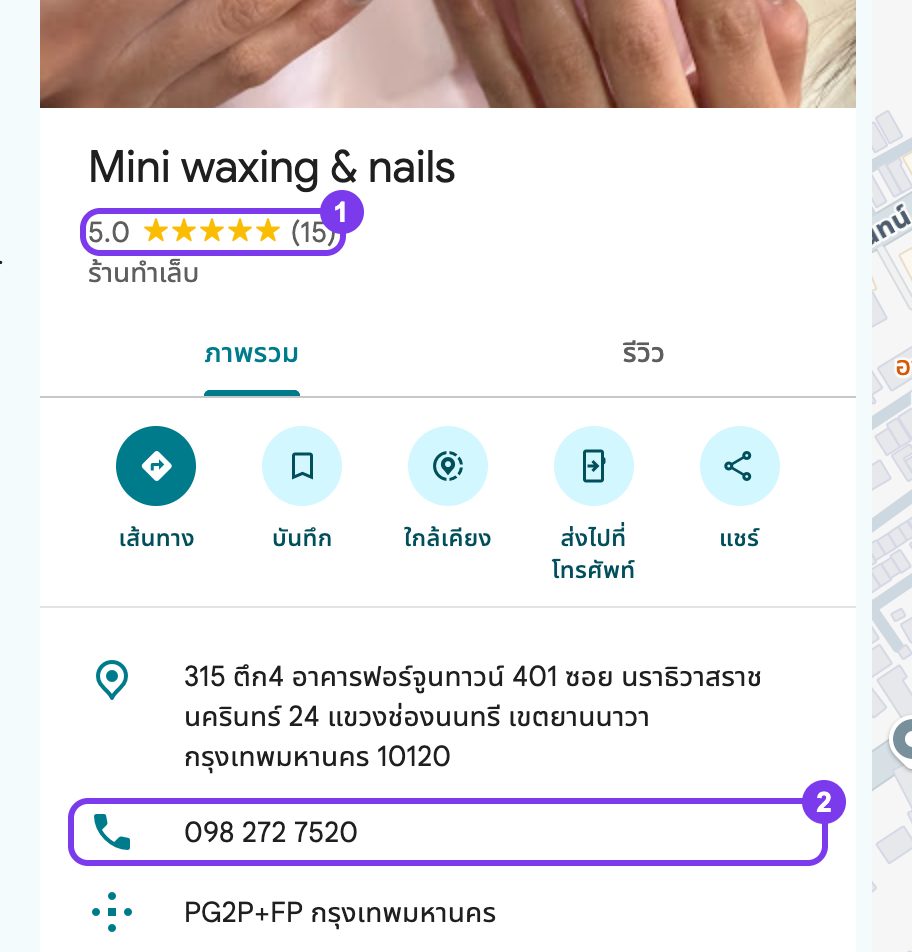 Mini waxing & nails
1
5.0 ★★★★★ (15)
ร้านทำเล็บ
ภาพรวม
รีวิว
เส้นทาง
บันทึก
ใกล้เคียง
ส่งไปที่
โทรศัพท์
แชร์
315 ตึก4 อาคารฟอร์จูนทาวน์ 401 ซอย นราธิวาสราช
นครินทร์ 24 แขวงช่องนนทรี เขตยานนาวา
กรุงเทพมหานคร 10120
2
098 272 7520
PG2P+FP กรุงเทพมหานคร